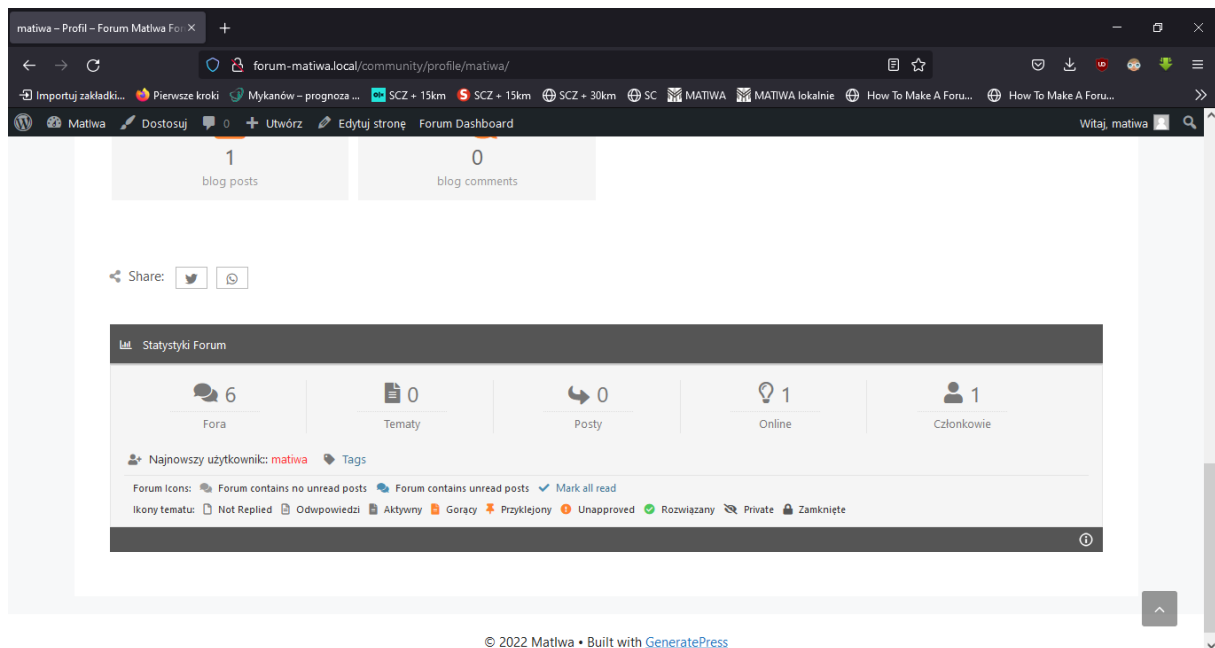 matiwa – Profil – Forum MatIwa For
forum-matiwa.local/community/profile/matiwa/
Importuj zakładki... Pierwsze kroki Mykanów – prognoza ... SCZ + 15km SCZ + 15km SCZ + 30km SC MATIWA MATIWA lokalnie How To Make A Foru... How To Make A Foru...
MatIwa Dostosuj 0 Utwórz Edytuj stronę Forum Dashboard Witaj, matiwa
1 0
blog posts blog comments
Share:
Statystyki Forum
6 0 0 1 1
Fora Tematy Posty Online Członkowie
Najnowszy użytkownik:: matiwa Tags
Forum Icons: Forum contains no unread posts Forum contains unread posts Mark all read
Ikony tematu: Not Replied Odwpowiedzi Aktywny Gorący Przyklejony Unapproved Rozwiązany Private Zamknięte
© 2022 MatIwa • Built with GeneratePress